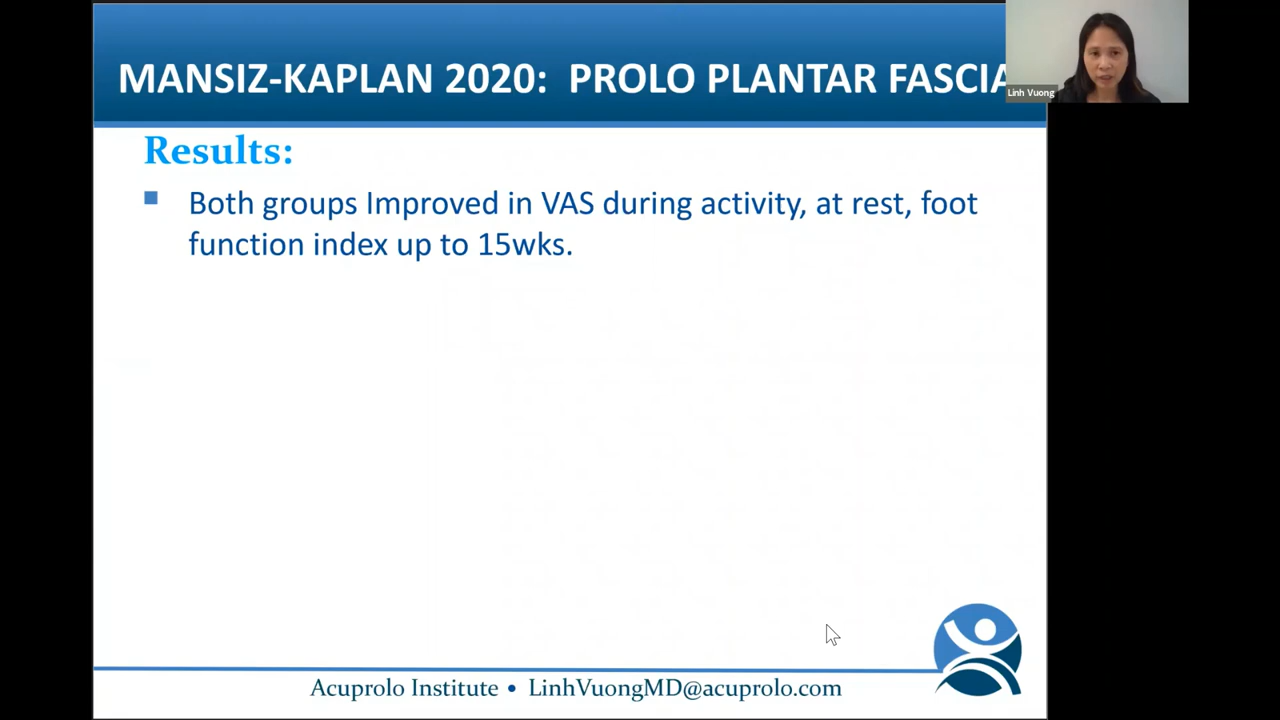 MANSIZ-KAPLAN 2020: PROLO PLANTAR FASCIA
Linh Vuong
Results:
Both groups Improved in VAS during activity, at rest, foot
function index up to 15wks.
Acuprolo Institute • LinhVuongMD@acuprolo.com